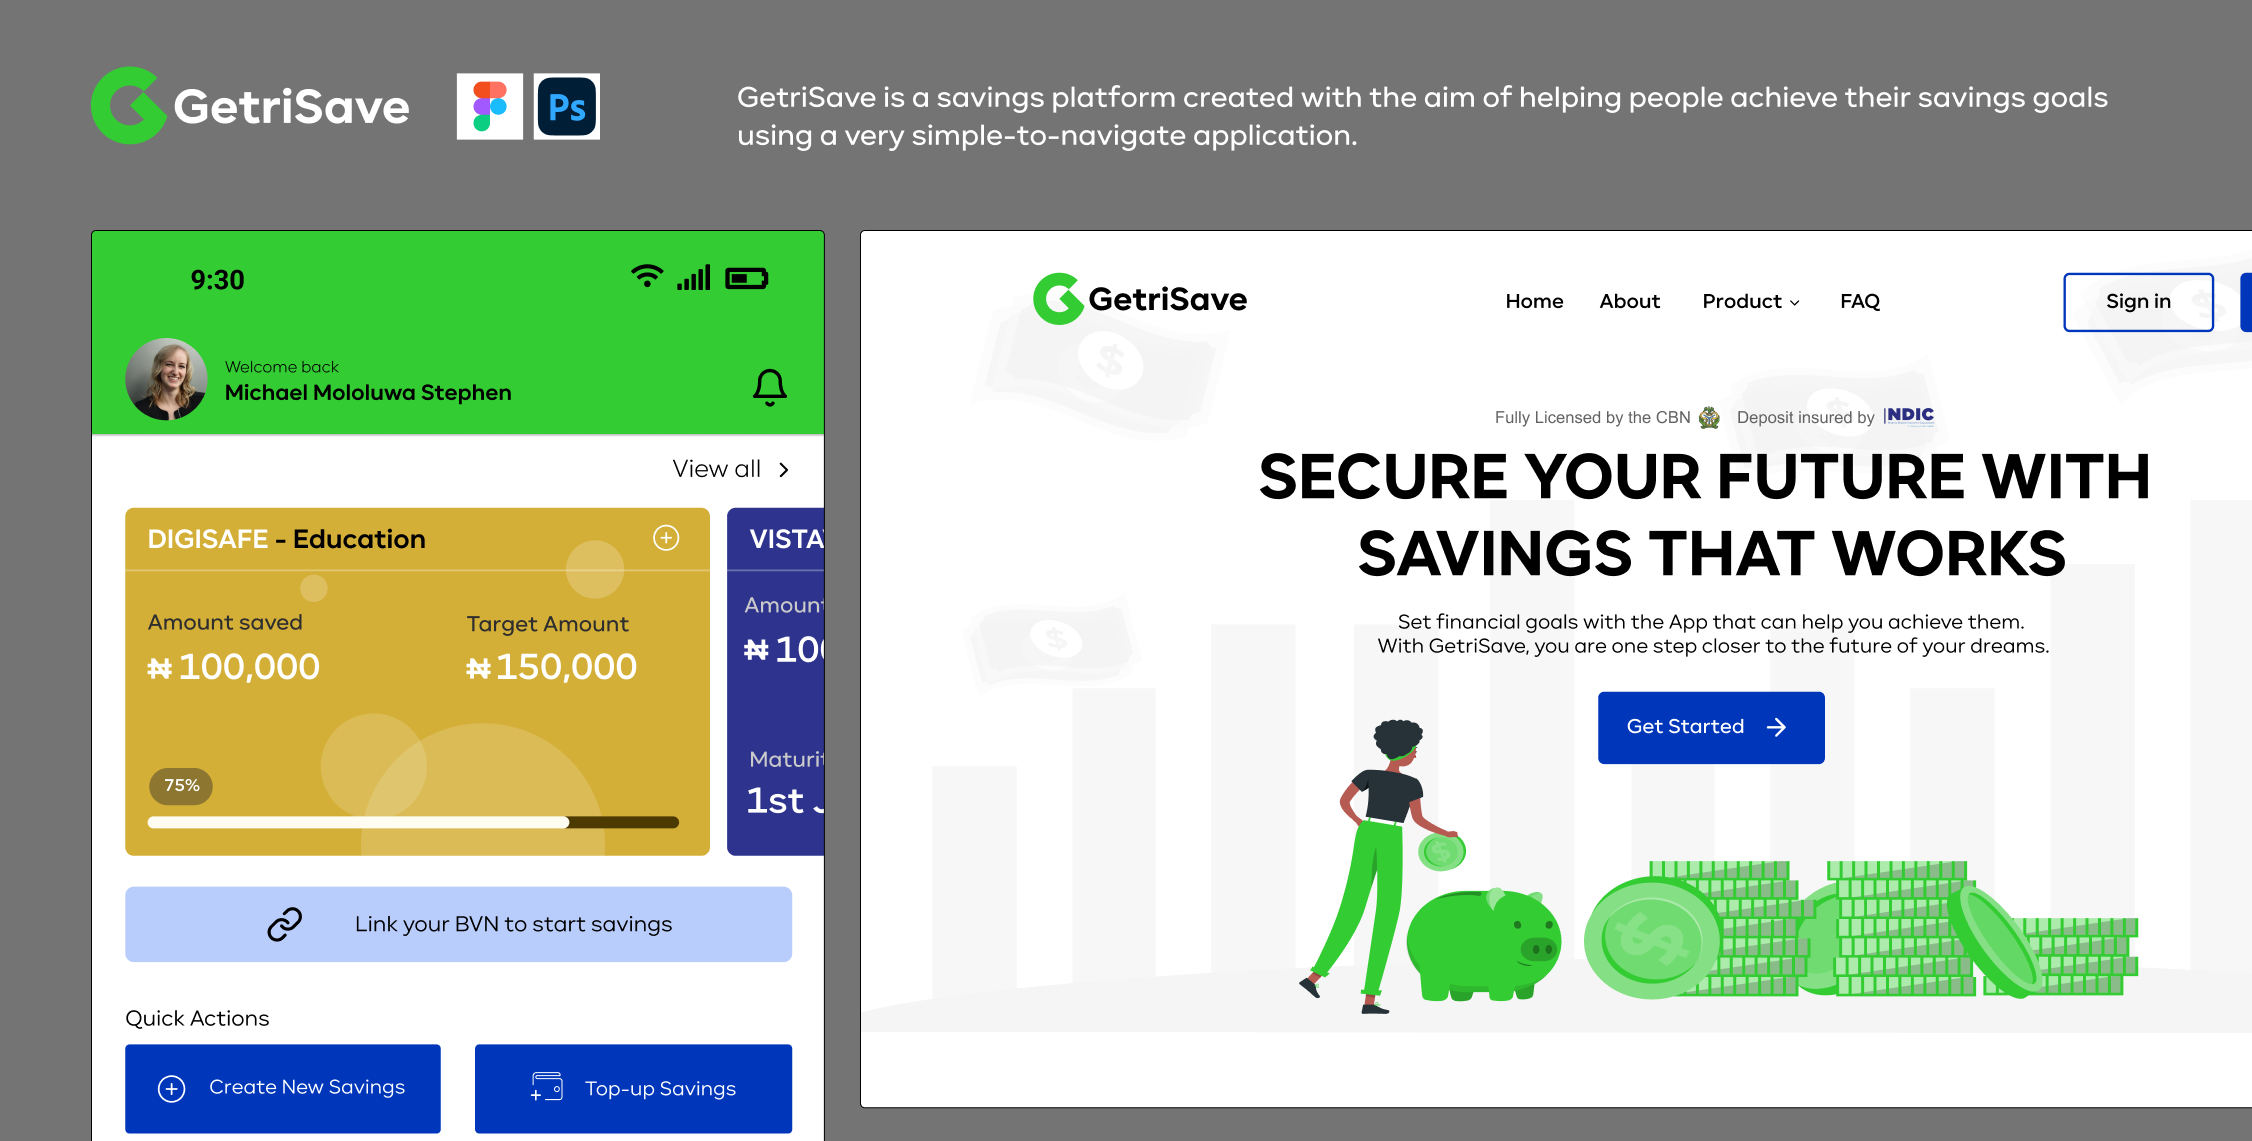 GetriSave
Ps
GetriSave is a savings platform created with the aim of helping people achieve their savings goals
using a very simple-to-navigate application.
9:30
Welcome back
Michael Mololuwa Stephen
View all
DIGISAFE - Education
Amount saved
₦ 100,000
Target Amount
₦ 150,000
75%
VISTA
Amount
₦ 10
Maturi
1st
Link your BVN to start savings
Quick Actions
Create New Savings
Top-up Savings
GetriSave
Home
About
Product
FAQ
Sign in
Fully Licensed by the CBN
Deposit insured by NDIC
SECURE YOUR FUTURE WITH
SAVINGS THAT WORKS
Set financial goals with the App that can help you achieve them.
With GetriSave, you are one step closer to the future of your dreams.
Get Started